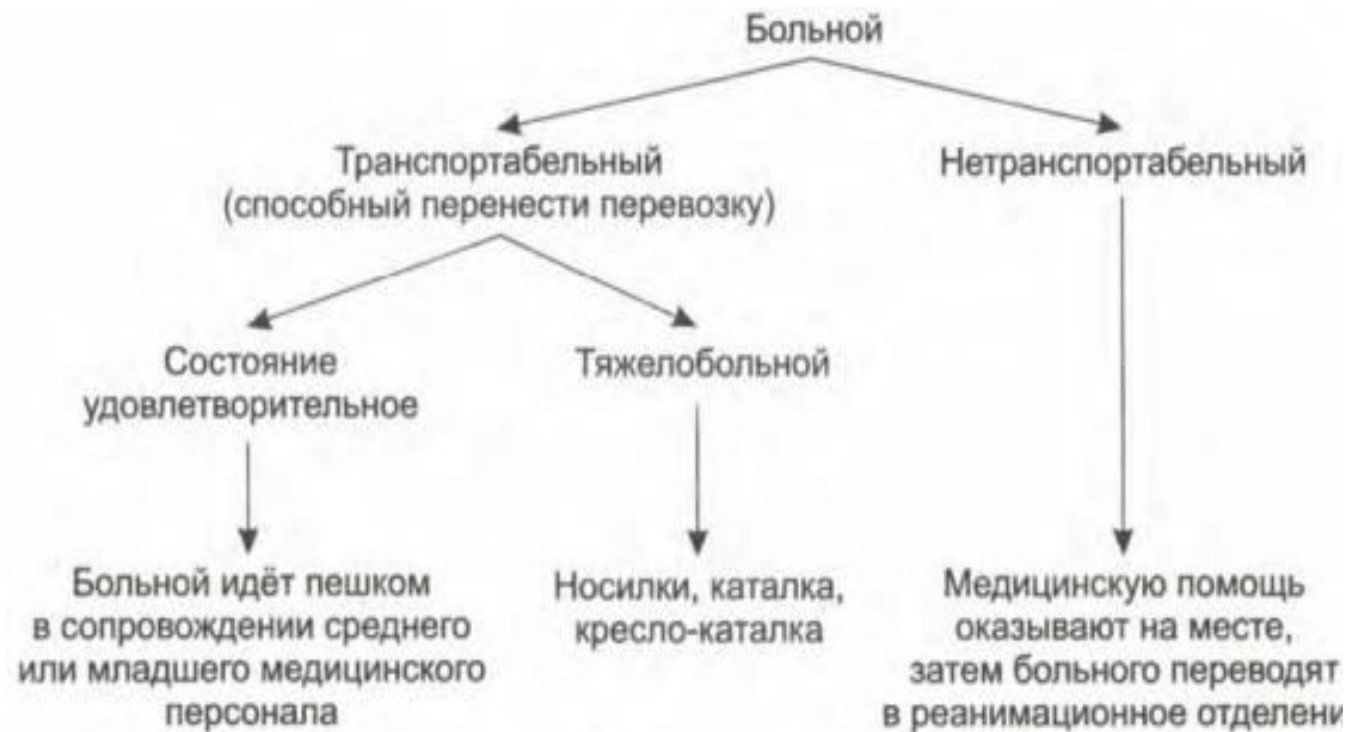 Больной
Транспортабельный
(способный перенести перевозку)
Нетранспортабельный
Состояние
удовлетворительное
Тяжелобольной
Больной идёт пешком
в сопровождении среднего
или младшего медицинского
персонала
Носилки, каталка,
кресло-каталка
Медицинскую помощь
оказывают на месте,
затем больного переводят
в реанимационное отделени